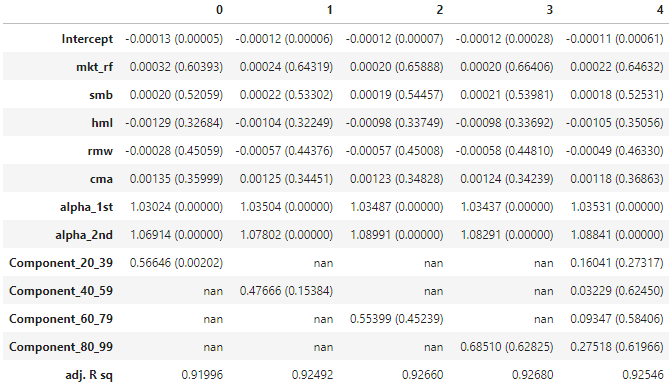 0 1 2 3 4
Intercept -0.00013 (0.00005) -0.00012 (0.00006) -0.00012 (0.00007) -0.00012 (0.00028) -0.00011 (0.00061)
mkt_rf 0.00032 (0.60393) 0.00024 (0.64319) 0.00020 (0.65888) 0.00020 (0.66406) 0.00022 (0.64632)
smb 0.00020 (0.52059) 0.00022 (0.53302) 0.00019 (0.54457) 0.00021 (0.53981) 0.00018 (0.52531)
hml -0.00129 (0.32684) -0.00104 (0.32249) -0.00098 (0.33749) -0.00098 (0.33692) -0.00105 (0.35056)
rmw -0.00028 (0.45059) -0.00057 (0.44376) -0.00057 (0.45008) -0.00058 (0.44810) -0.00049 (0.46330)
cma 0.00135 (0.35999) 0.00125 (0.34451) 0.00123 (0.34828) 0.00124 (0.34239) 0.00118 (0.36863)
alpha_1st 1.03024 (0.00000) 1.03504 (0.00000) 1.03487 (0.00000) 1.03437 (0.00000) 1.03531 (0.00000)
alpha_2nd 1.06914 (0.00000) 1.07802 (0.00000) 1.08991 (0.00000) 1.08291 (0.00000) 1.08841 (0.00000)
Component_20_39 0.56646 (0.00202) nan nan nan 0.16041 (0.27317)
Component_40_59 nan 0.47666 (0.15384) nan nan 0.03229 (0.62450)
Component_60_79 nan nan 0.55399 (0.45239) nan 0.09347 (0.58406)
Component_80_99 nan nan nan 0.68510 (0.62825) 0.27518 (0.61966)
adj. R sq 0.91996 0.92492 0.92660 0.92680 0.92546